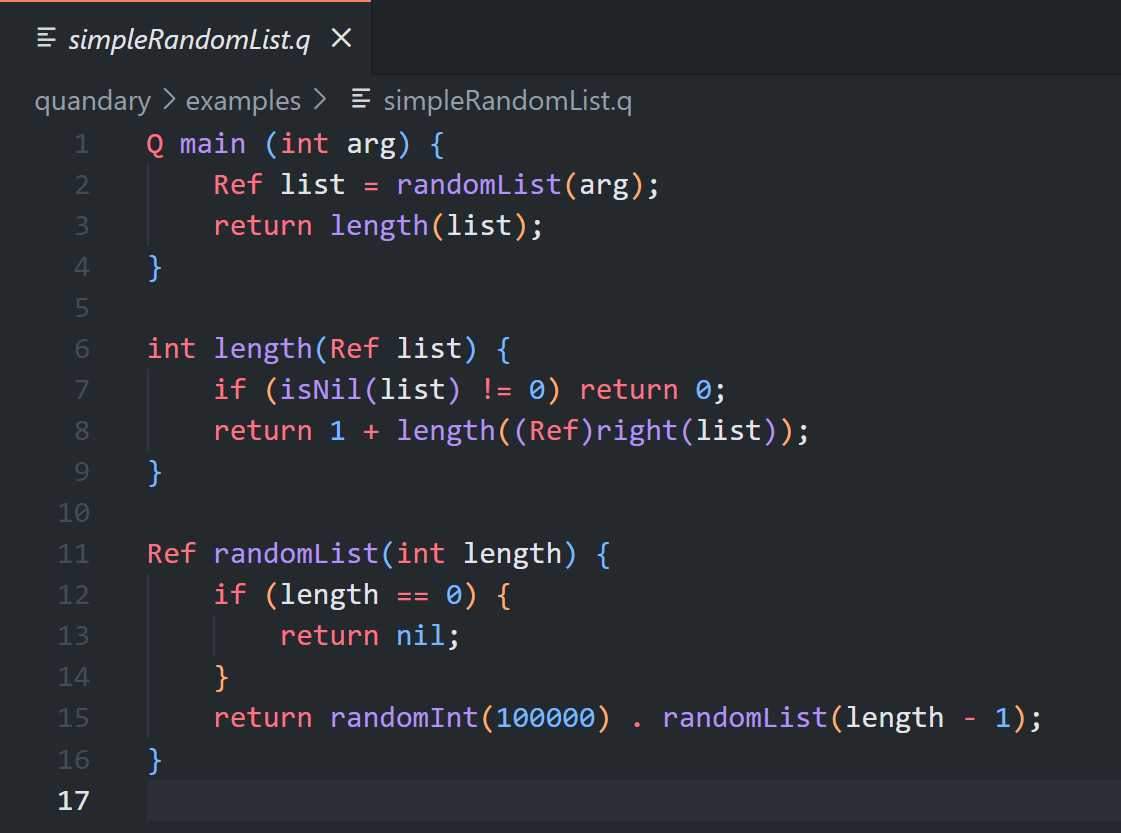 simpleRandomList.q
quandary > examples > simpleRandomList.q
1 Q main (int arg) {
2     Ref list = randomList(arg);
3     return length(list);
4 }
5
6 int length(Ref list) {
7     if (isNil(list) != 0) return 0;
8     return 1 + length((Ref)right(list));
9 }
10
11 Ref randomList(int length) {
12     if (length == 0) {
13         return nil;
14     }
15     return randomInt(100000) . randomList(length - 1);
16 }
17